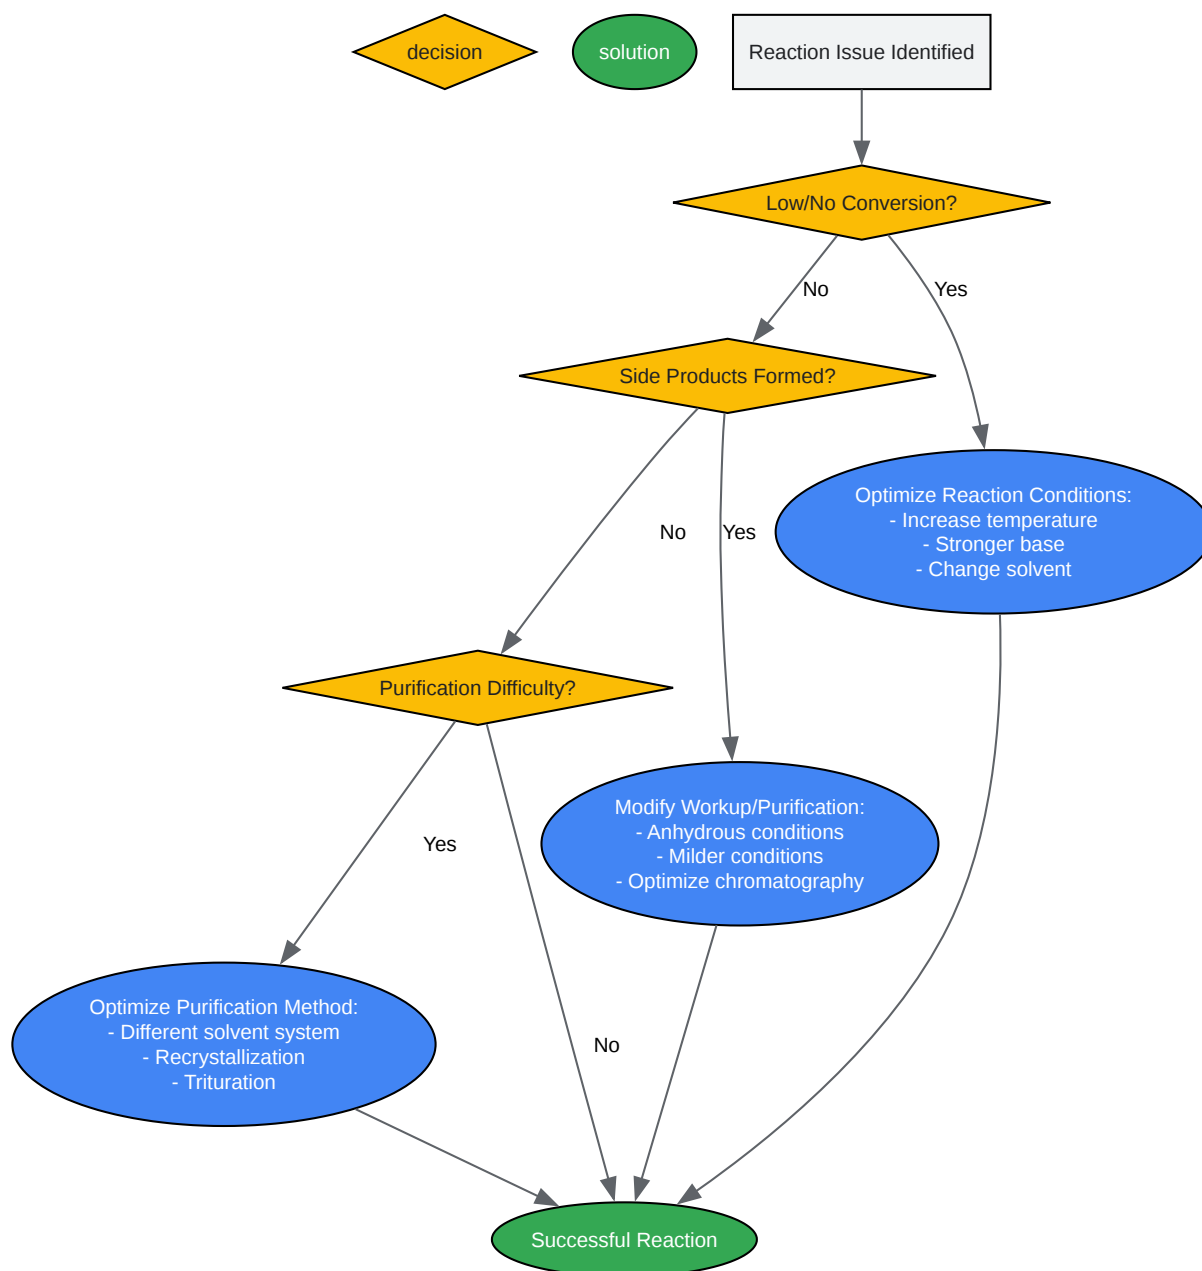 decision
solution
Reaction Issue Identified
Low/No Conversion?
No
Yes
Side Products Formed?
Optimize Reaction Conditions:
- Increase temperature
- Stronger base
- Change solvent
No
Yes
Purification Difficulty?
Modify Workup/Purification:
- Anhydrous conditions
- Milder conditions
- Optimize chromatography
Yes
Optimize Purification Method:
- Different solvent system
- Recrystallization
- Trituration
No
Successful Reaction